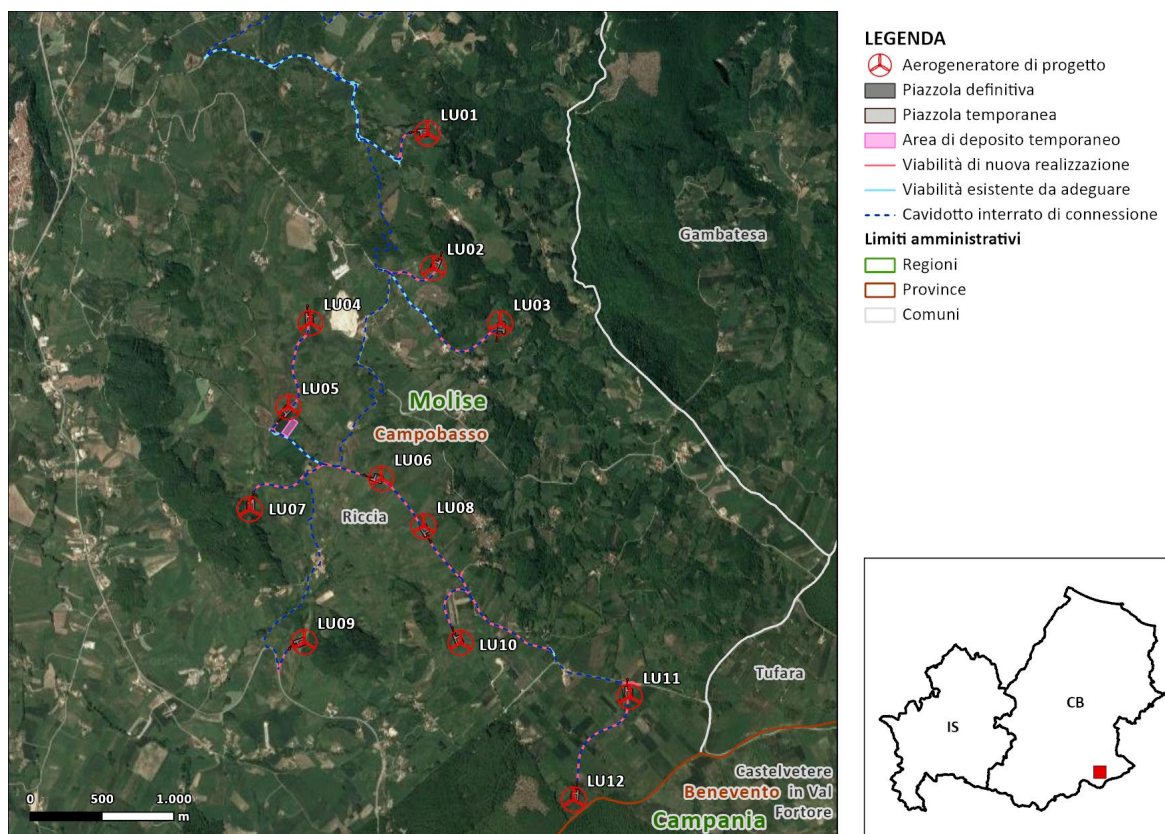 LU01
LU02
Gambatesa
LU04
LU03
LU05
Molise
Campobasso
LU06
LU07
Riccia
LU08
LU09
LU10
LU11
Tufara
LU12
Castelvetere
Benevento in Val
Campania Fortore
0 500 1.000
m
LEGENDA
Aerogeneratore di progetto
Piazzola definitiva
Piazzola temporanea
Area di deposito temporaneo
Viabilità di nuova realizzazione
Viabilità esistente da adeguare
Cavidotto interrato di connessione
Limiti amministrativi
Regioni
Province
Comuni
IS
CB